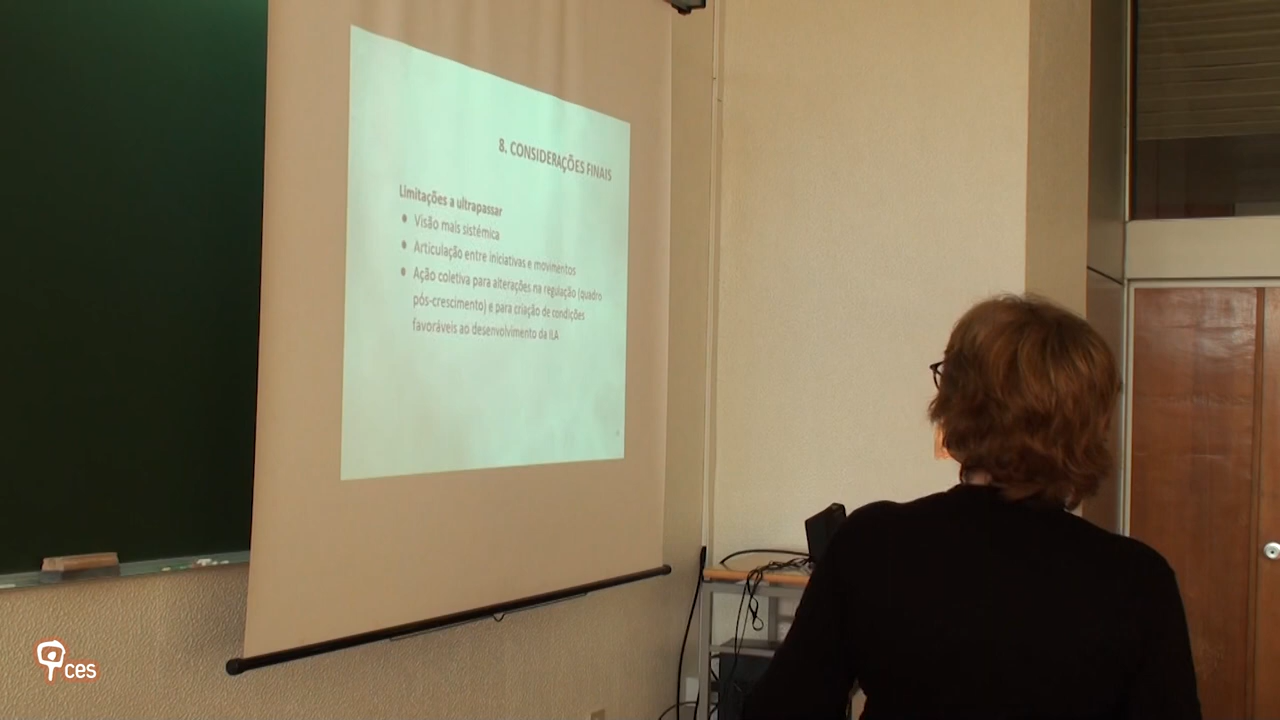 8. CONSIDERAÇÕES FINAIS
Limitações a ultrapassar
• Visão mais sistémica
• Articulação entre iniciativas e movimentos
• Ação coletiva para alterações na regulação (quadro
pós-crescimento) e para criação de condições
favoráveis ao desenvolvimento da ILA
ces